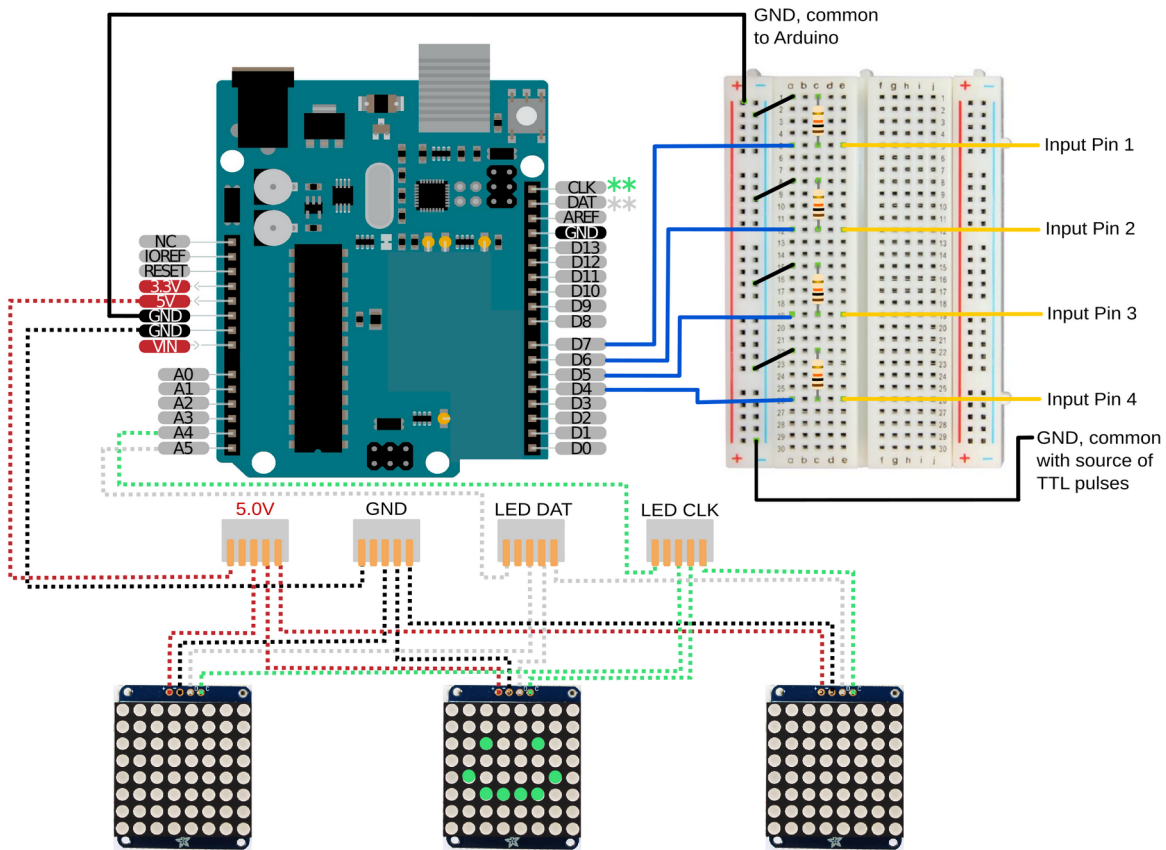 GND, common
to Arduino
+ - a b c d e f g h i j + -
Input Pin 1
Input Pin 2
Input Pin 3
Input Pin 4
GND, common
with source of
TTL pulses
+ - a b c d e f g h i j + -
CLK **
DAT **
AREF
GND
D13
D12
D11
D10
D9
D8
D7
D6
D5
D4
D3
D2
D1
D0
NC
IOREF
RESET
3.3V
5V
GND
GND
VIN
A0
A1
A2
A3
A4
A5
5.0V
GND
LED DAT
LED CLK